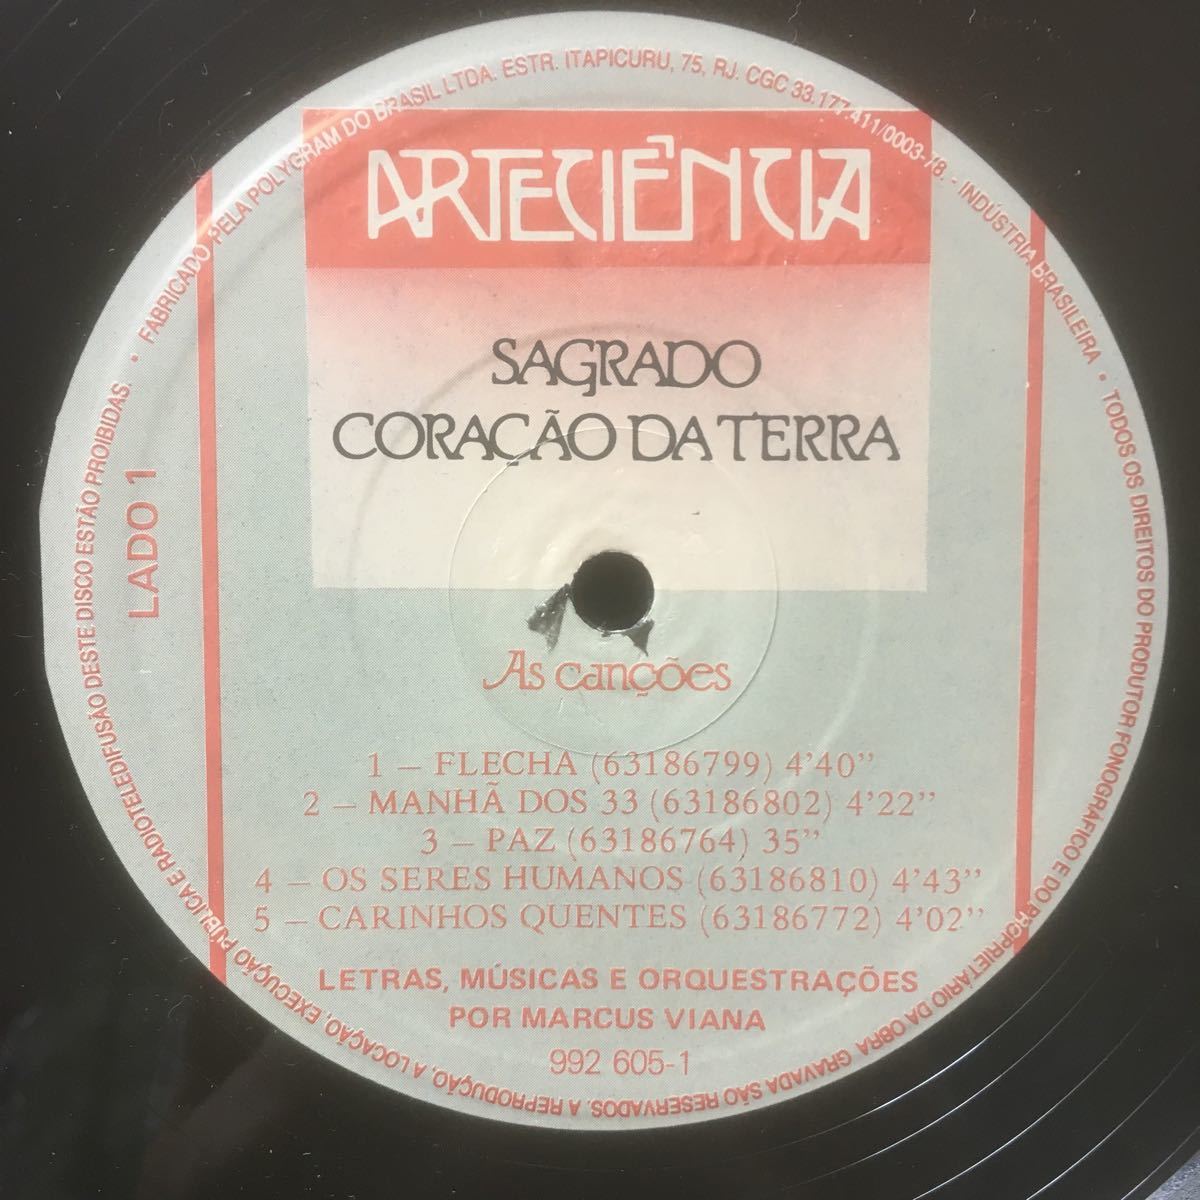 FABRICADO PELA POLYGRAM DO BRASIL LTDA. ESTR. ITAPICURU, 75, RJ. CGC 33.177.411/0003-78. - INDÚSTRIA BRASILEIRA • TODOS OS DIREITOS DO PRODUTOR FONOGRÁFICO E DO PROPRIETÁRIO DA OBRA GRAVADA SÃO RESERVADOS. A REPRODUÇÃO, A LOCAÇÃO, EXECUÇÃO PÚBLICA E RADIOTELEDIFUSÃO DESTE DISCO ESTÃO PROIBIDAS. •
ARTECIÊNCIA
SAGRADO
CORAÇÃO DA TERRA
LADO 1
As canções
1 – FLECHA (63186799) 4'40"
2 – MANHÃ DOS 33 (63186802) 4'22"
3 – PAZ (63186764) 35"
4 – OS SERES HUMANOS (63186810) 4'43"
5 – CARINHOS QUENTES (63186772) 4'02"
LETRAS, MÚSICAS E ORQUESTRAÇÕES
POR MARCUS VIANA
992 605-1